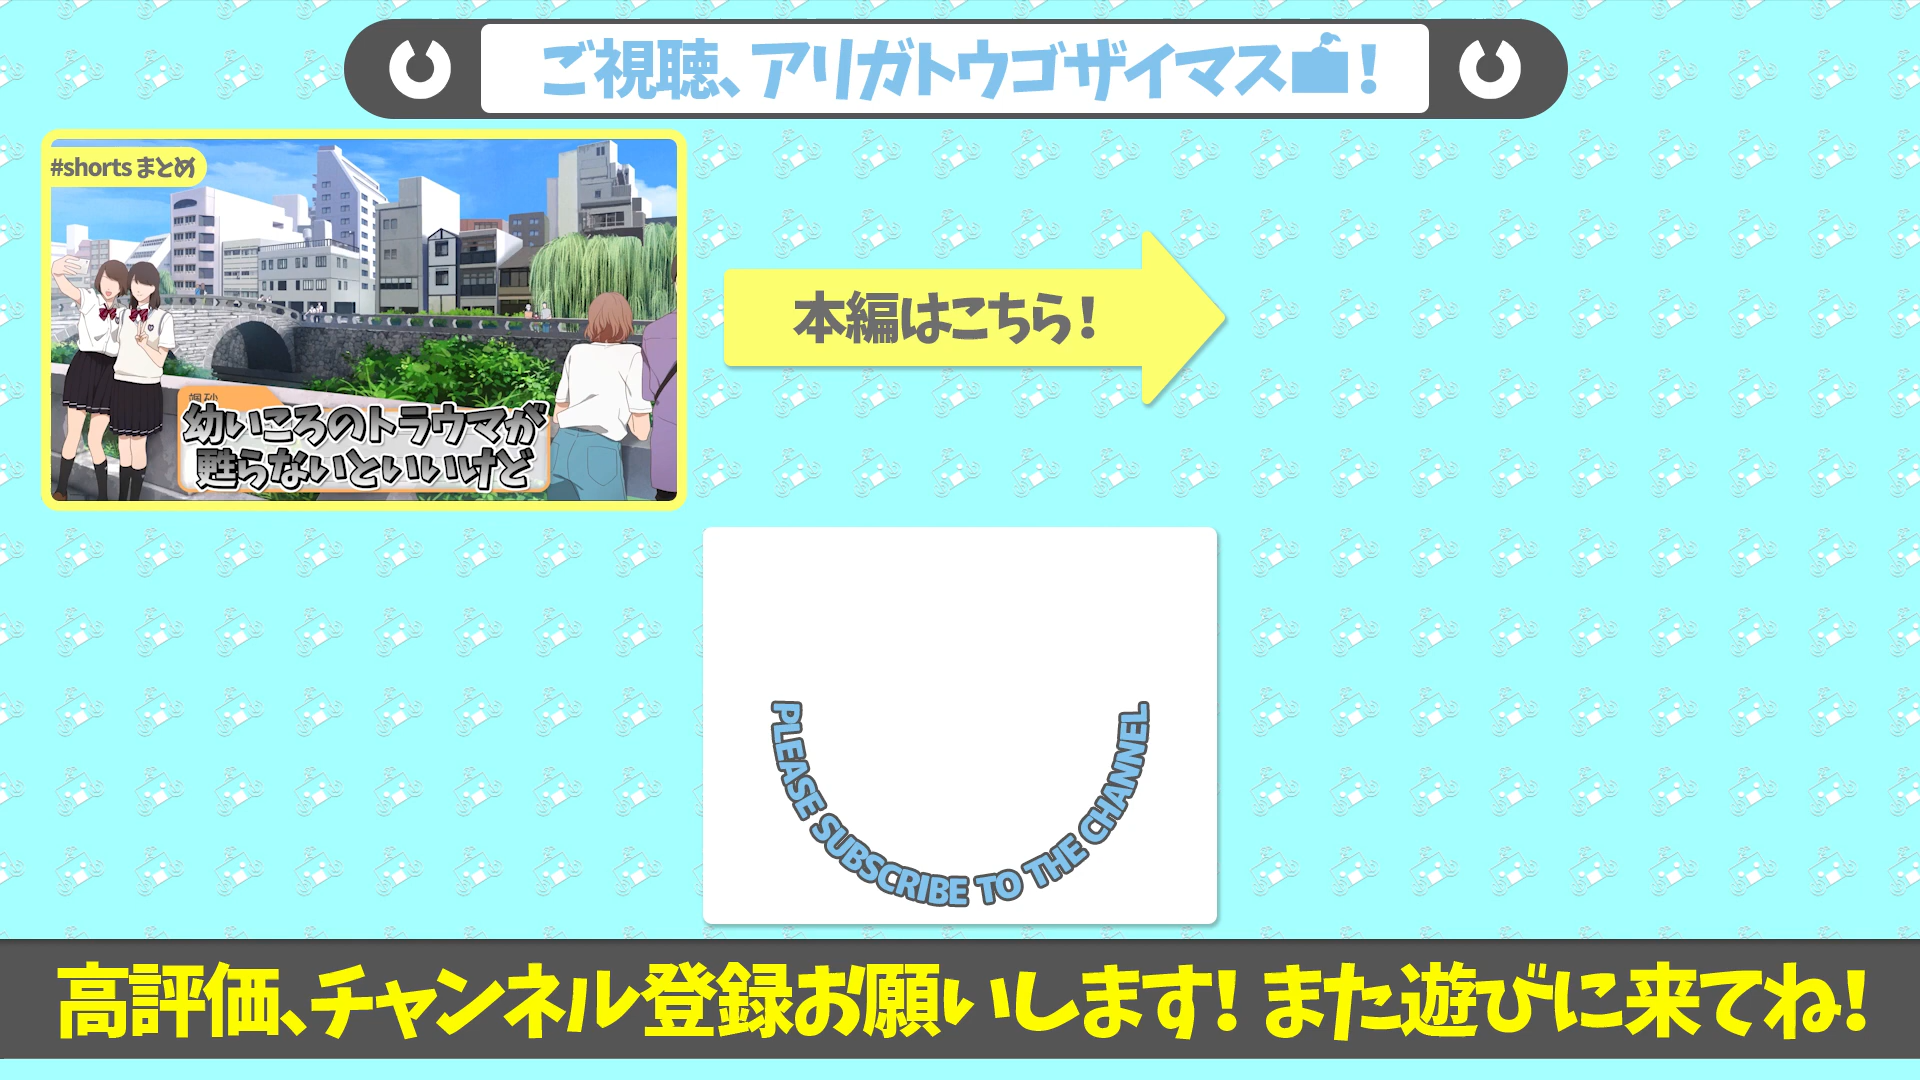 ご視聴、アリガトウゴザイマス！
#shorts まとめ
颯砂
幼いころのトラウマが
甦らないといいけど
本編はこちら！
PLEASE SUBSCRIBE TO THE CHANNEL
高評価、チャンネル登録お願いします！また遊びに来てね！